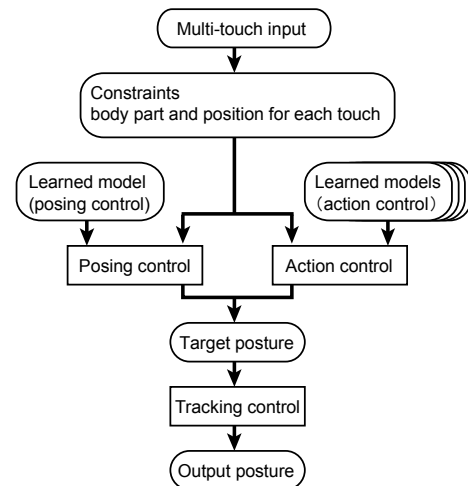 Multi-touch input
Constraints
body part and position for each touch
Learned model
(posing control)
Learned models
（action control）
Posing control
Action control
Target posture
Tracking control
Output posture